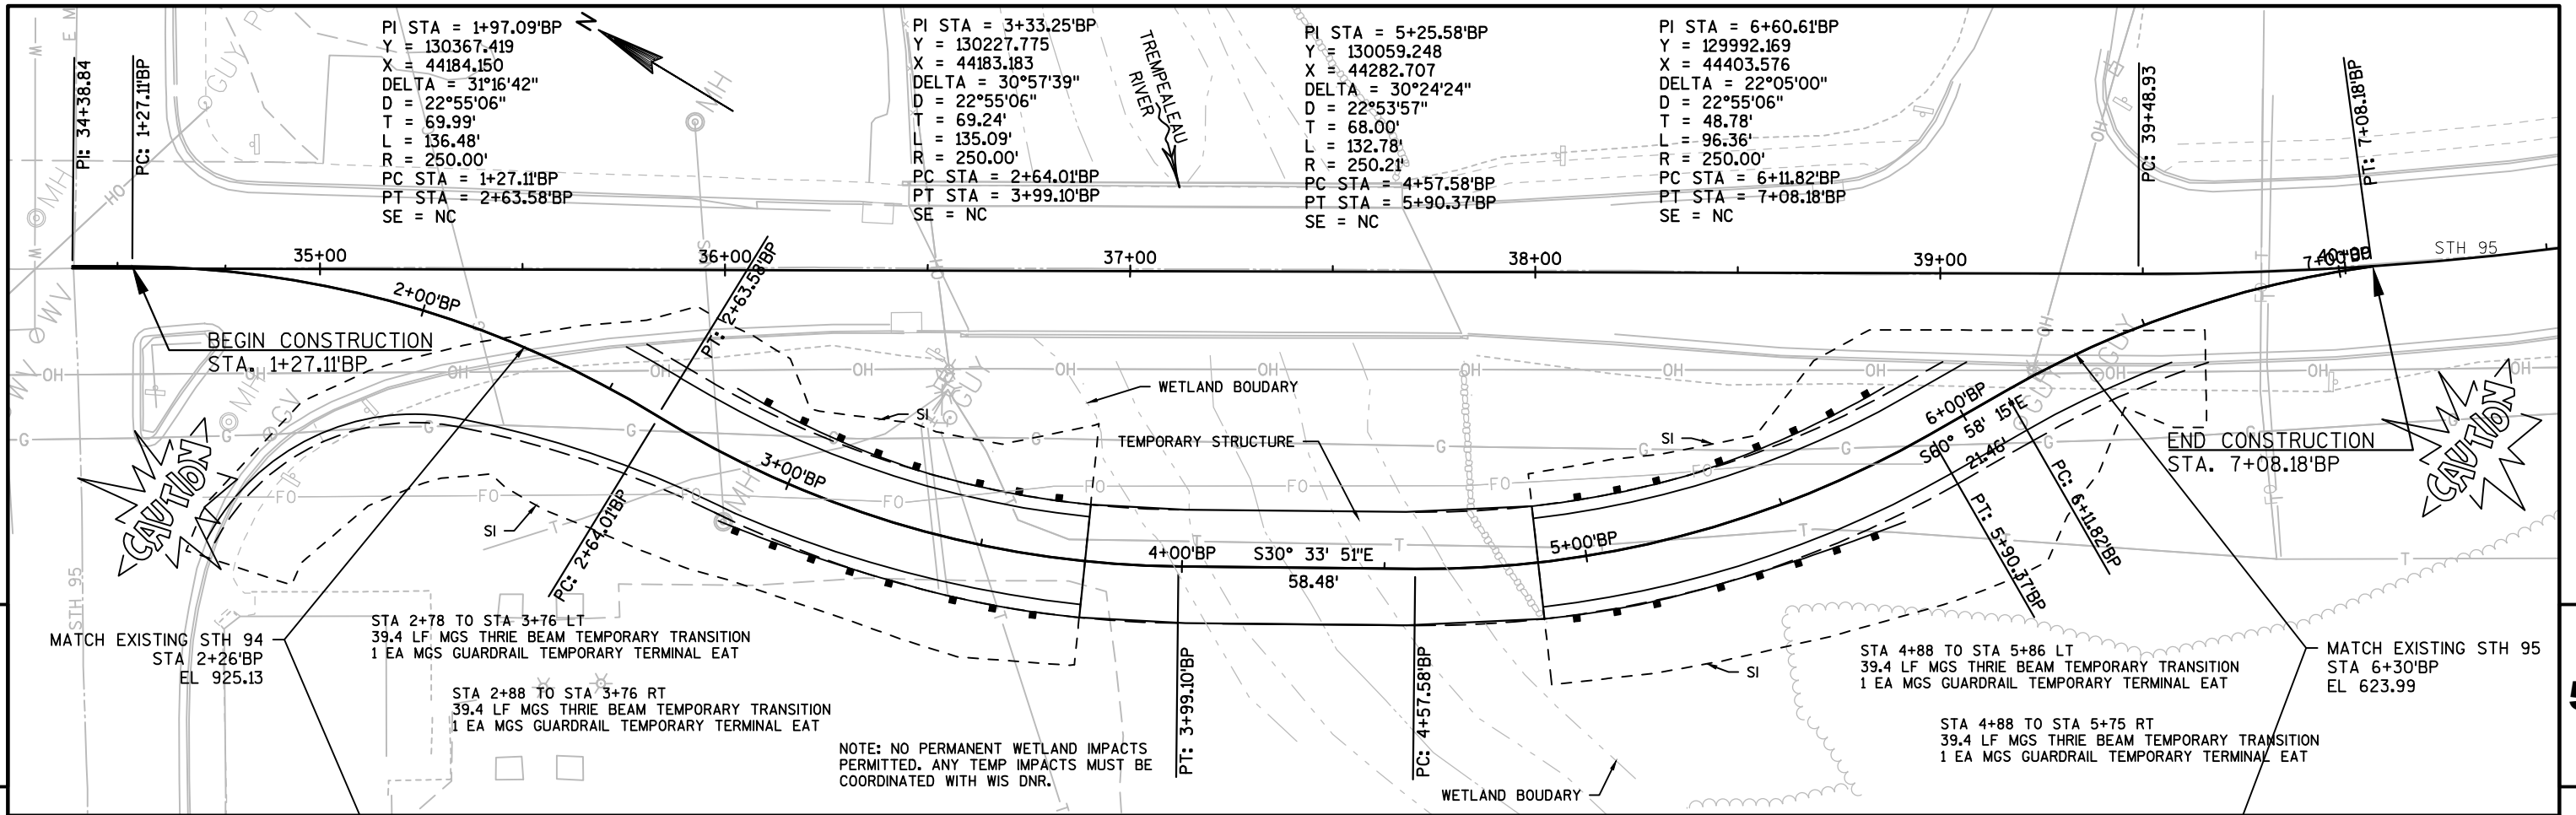 PI STA = 1+97.09'BP
Y = 130367.419
X = 44184.150
DELTA = 31°16'42"
D = 22°55'06"
T = 69.99'
L = 136.48'
R = 250.00'
PC STA = 1+27.11'BP
PT STA = 2+63.58'BP
SE = NC
PI STA = 3+33.25'BP
Y = 130227.775
X = 44183.183
DELTA = 30°57'39"
D = 22°55'06"
T = 69.24'
L = 135.09'
R = 250.00'
PC STA = 2+64.01'BP
PT STA = 3+99.10'BP
SE = NC
PI STA = 5+25.58'BP
Y = 130059.248
X = 44282.707
DELTA = 30°24'24"
D = 22°53'57"
T = 68.00'
L = 132.78'
R = 250.21'
PC STA = 4+57.58'BP
PT STA = 5+90.37'BP
SE = NC
PI STA = 6+60.61'BP
Y = 129992.169
X = 44403.576
DELTA = 22°05'00"
D = 22°55'06"
T = 48.78'
L = 96.36'
R = 250.00'
PC STA = 6+11.82'BP
PT STA = 7+08.18'BP
SE = NC
N
TREMPEALEAU
RIVER
PI: 34+38.84
PC: 1+27.11'BP
PC: 39+48.93
PT: 7+08.18'BP
35+00
36+00
37+00
38+00
39+00
7+00'BP
STH 95
2+00'BP
PT: 2+63.58'BP
BEGIN CONSTRUCTION
STA. 1+27.11'BP
WETLAND BOUDARY
SI
TEMPORARY STRUCTURE
SI
6+00'BP
S60° 58' 15"E
21.46'
END CONSTRUCTION
STA. 7+08.18'BP
CAUTION
CAUTION
3+00'BP
PC: 2+64.01'BP
SI
4+00'BP
S30° 33' 51"E
58.48'
5+00'BP
PT: 5+90.37'BP
PC: 6+11.82'BP
STH 95
MATCH EXISTING STH 94
STA 2+26'BP
EL 925.13
STA 2+78 TO STA 3+76 LT
39.4 LF MGS THRIE BEAM TEMPORARY TRANSITION
1 EA MGS GUARDRAIL TEMPORARY TERMINAL EAT
STA 2+88 TO STA 3+76 RT
39.4 LF MGS THRIE BEAM TEMPORARY TRANSITION
1 EA MGS GUARDRAIL TEMPORARY TERMINAL EAT
NOTE: NO PERMANENT WETLAND IMPACTS
PERMITTED. ANY TEMP IMPACTS MUST BE
COORDINATED WITH WIS DNR.
PT: 3+99.10'BP
PC: 4+57.58'BP
WETLAND BOUDARY
SI
STA 4+88 TO STA 5+86 LT
39.4 LF MGS THRIE BEAM TEMPORARY TRANSITION
1 EA MGS GUARDRAIL TEMPORARY TERMINAL EAT
STA 4+88 TO STA 5+75 RT
39.4 LF MGS THRIE BEAM TEMPORARY TRANSITION
1 EA MGS GUARDRAIL TEMPORARY TERMINAL EAT
MATCH EXISTING STH 95
STA 6+30'BP
EL 623.99